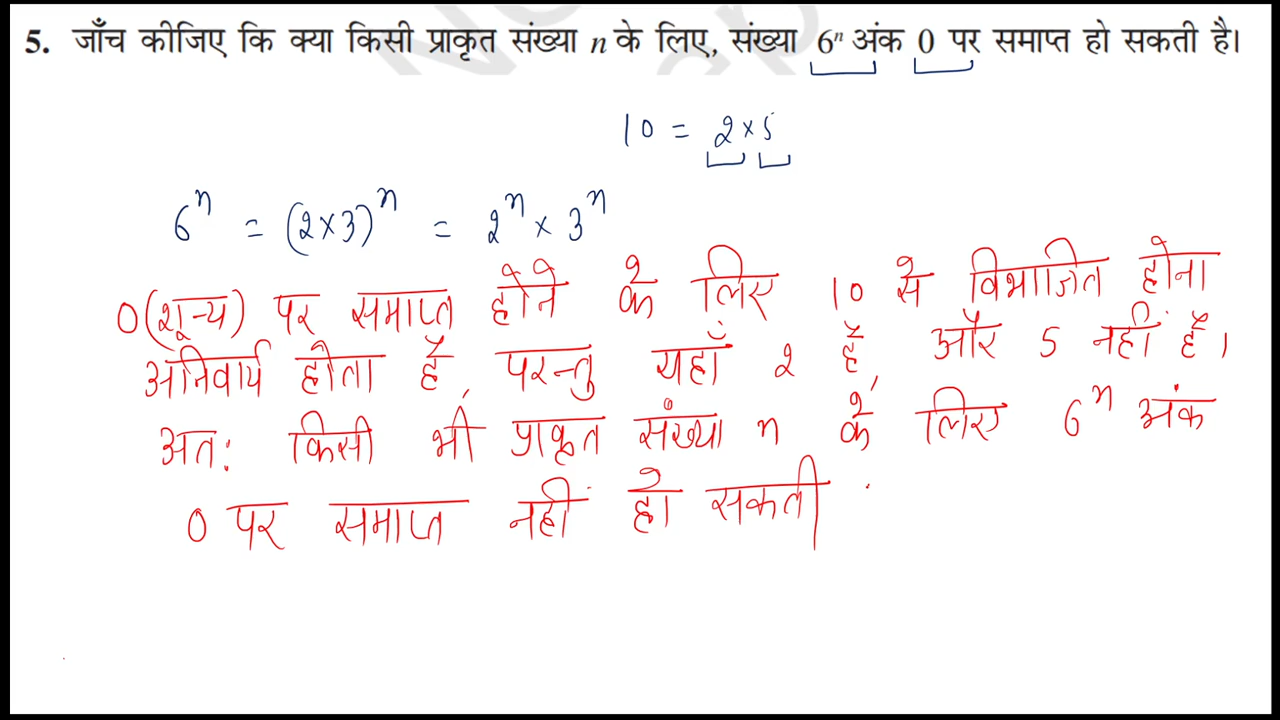 5. जाँच कीजिए कि क्या किसी प्राकृत संख्या n के लिए, संख्या 6ⁿ अंक 0 पर समाप्त हो सकती है।
10 = 2 × 5
6ⁿ = (2×3)ⁿ = 2ⁿ × 3ⁿ
0 (शून्य) पर समाप्त होने के लिए 10 से विभाजित होना
अनिवार्य होता है, परन्तु यहाँ 2 है, और 5 नहीं है।
अत: किसी भी प्राकृत संख्या n के लिए 6ⁿ अंक
0 पर समाप्त नहीं हो सकती